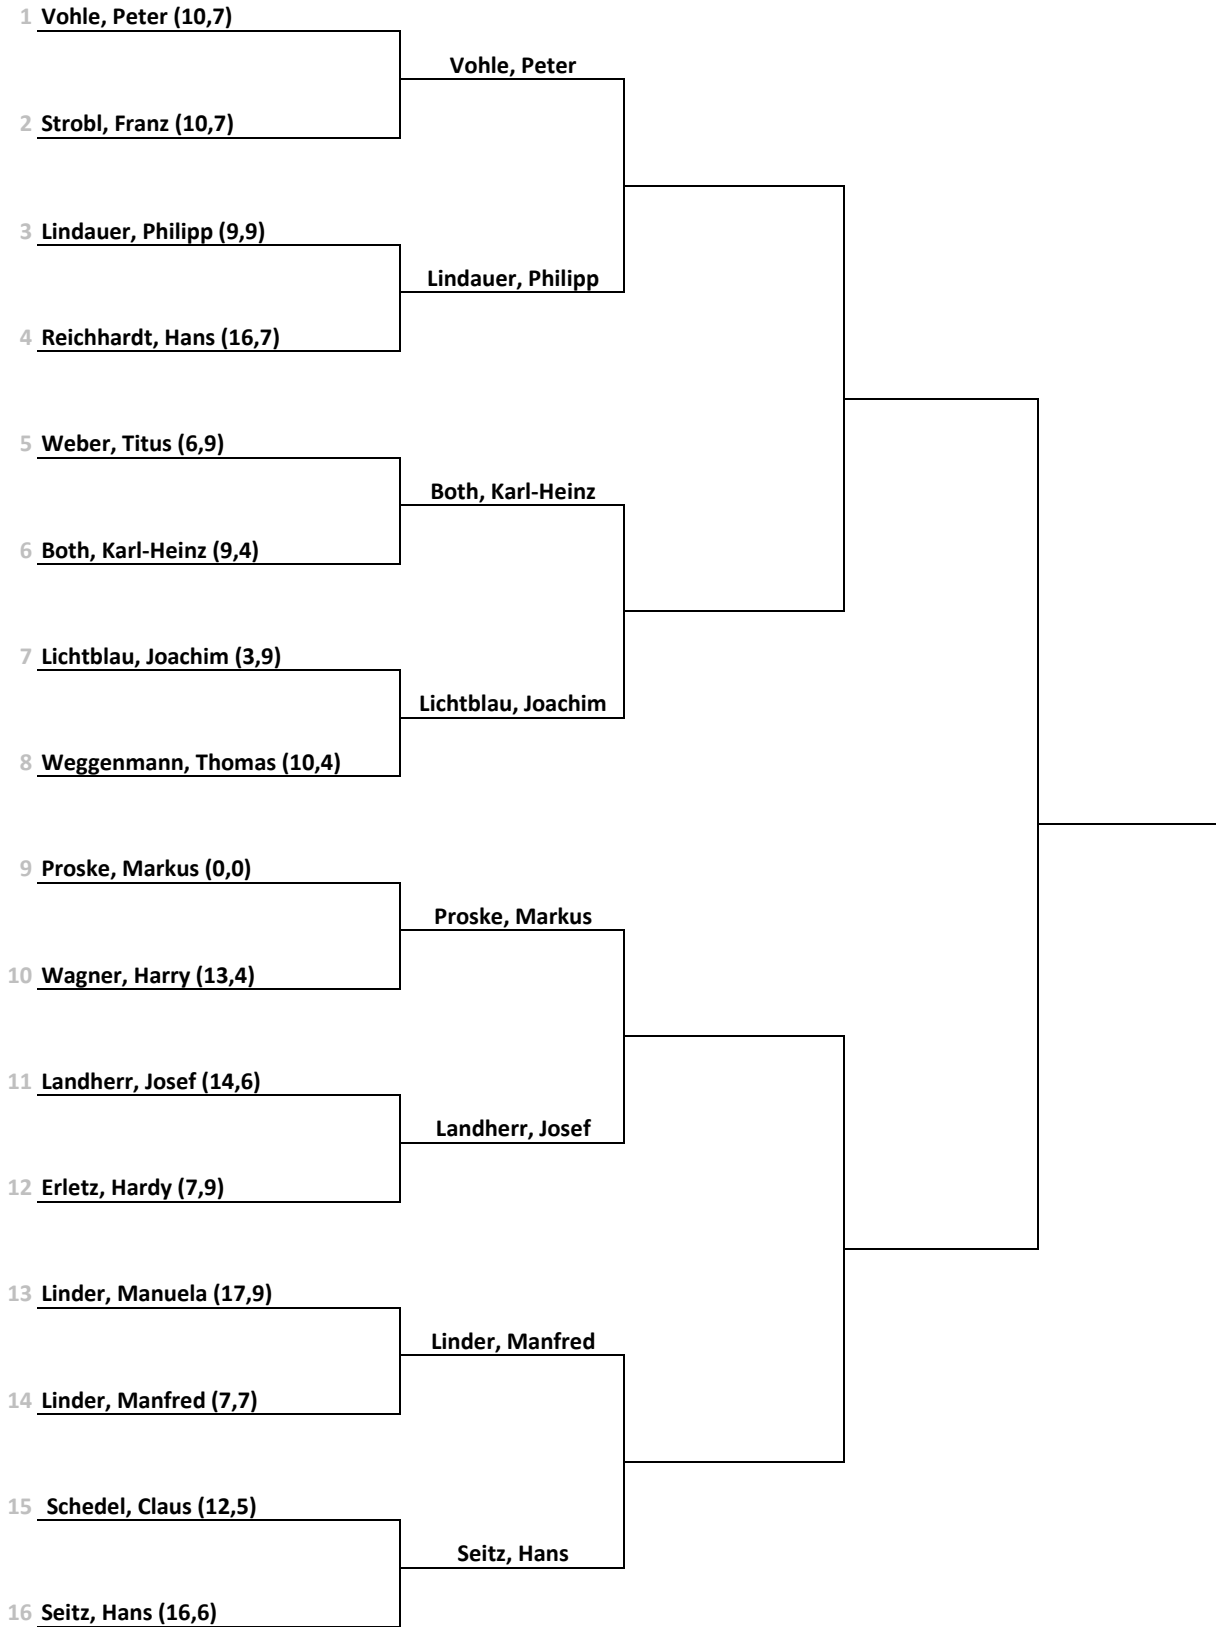 1 Vohle, Peter (10,7)
Vohle, Peter
2 Strobl, Franz (10,7)
3 Lindauer, Philipp (9,9)
Lindauer, Philipp
4 Reichhardt, Hans (16,7)
5 Weber, Titus (6,9)
Both, Karl-Heinz
6 Both, Karl-Heinz (9,4)
7 Lichtblau, Joachim (3,9)
Lichtblau, Joachim
8 Weggenmann, Thomas (10,4)
9 Proske, Markus (0,0)
Proske, Markus
10 Wagner, Harry (13,4)
11 Landherr, Josef (14,6)
Landherr, Josef
12 Erletz, Hardy (7,9)
13 Linder, Manuela (17,9)
Linder, Manfred
14 Linder, Manfred (7,7)
15 Schedel, Claus (12,5)
Seitz, Hans
16 Seitz, Hans (16,6)